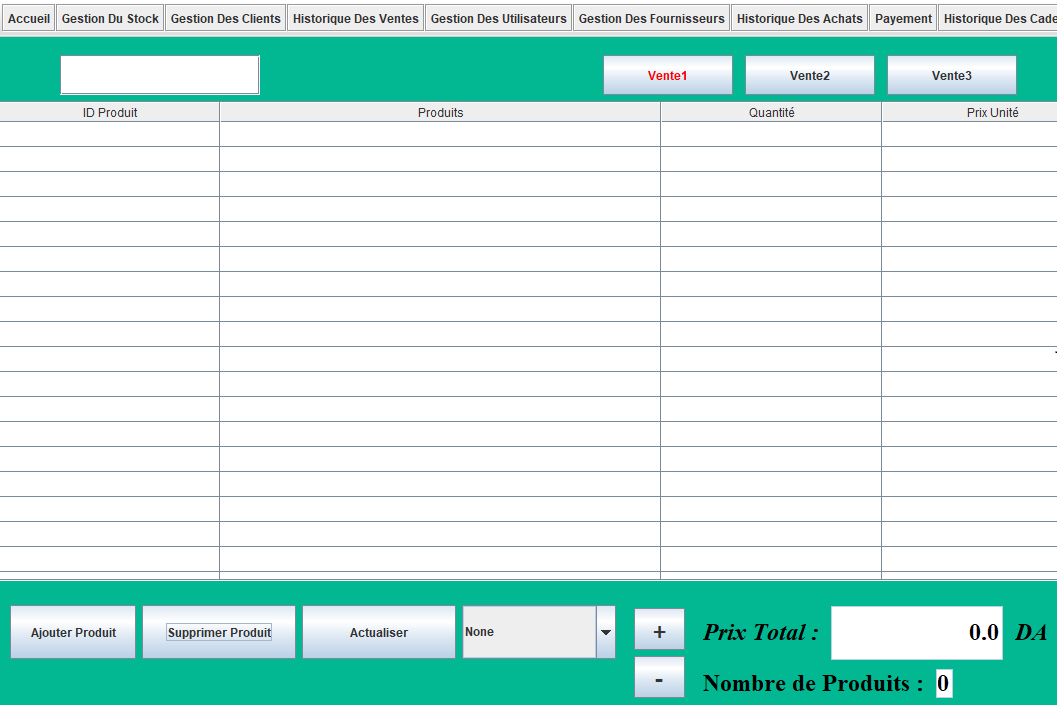 Accueil Gestion Du Stock Gestion Des Clients Historique Des Ventes Gestion Des Utilisateurs Gestion Des Fournisseurs Historique Des Achats Payement Historique Des Cade
Vente1 Vente2 Vente3
ID Produit Produits Quantité Prix Unité
Ajouter Produit Supprimer Produit Actualiser None + Prix Total : 0.0 DA
- Nombre de Produits : 0